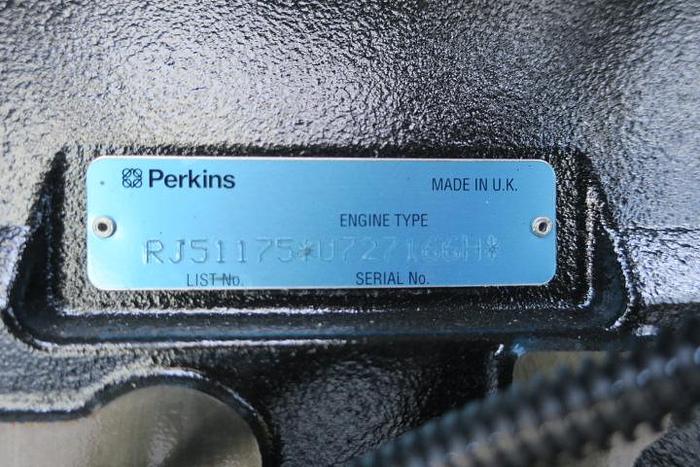 Perkins MADE IN U.K.
ENGINE TYPE
RJ51175*U727166H*
LIST No. SERIAL No.